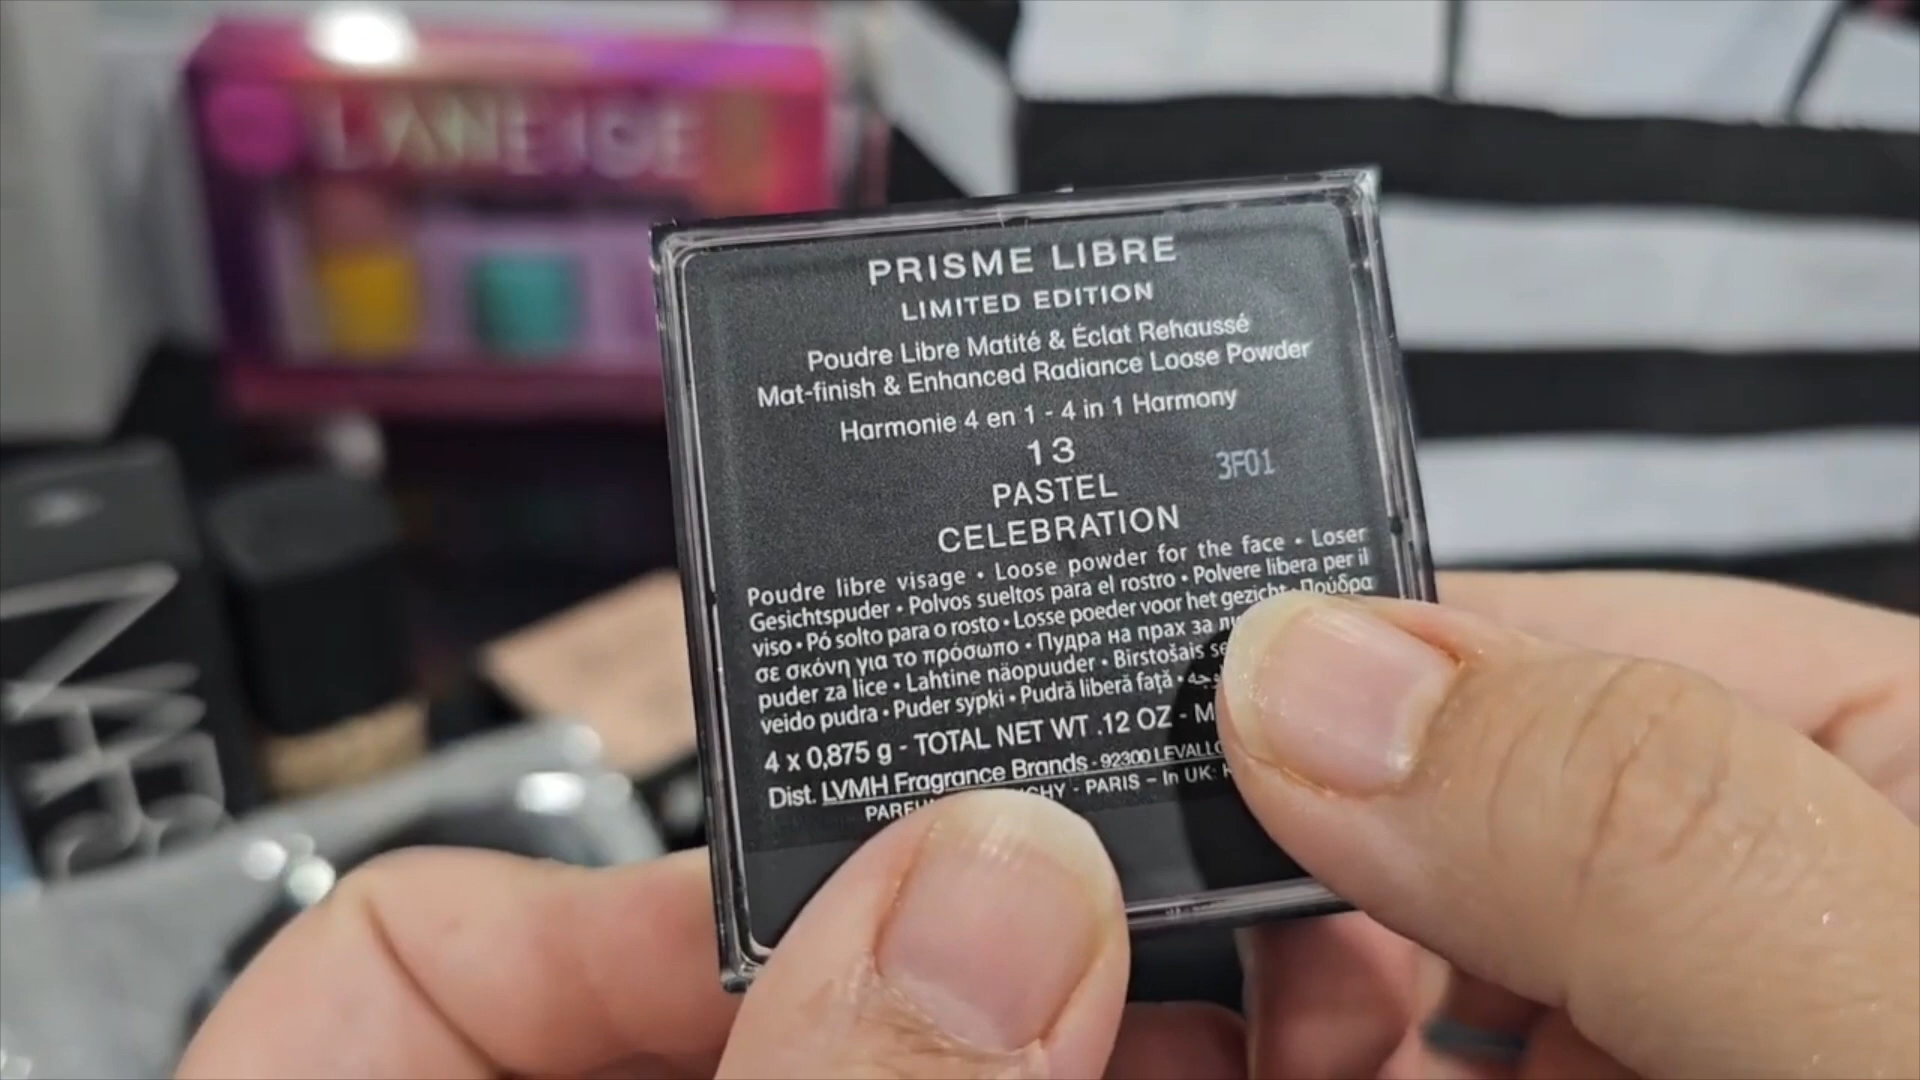 LANEIGE
PRISME LIBRE
LIMITED EDITION
Poudre Libre Matité & Éclat Rehaussé
Mat-finish & Enhanced Radiance Loose Powder
Harmonie 4 en 1 - 4 in 1 Harmony
13
3F01
PASTEL
CELEBRATION
Poudre libre visage • Loose powder for the face • Loser
Gesichtspuder • Polvos sueltos para el rostro • Polvere libera per il
viso • Pó solto para o rosto • Losse poeder voor het gezicht • Πούδρα
σε σκόνη για το πρόσωπο • Пудра на прах за
puder za lice • Lahtine näopuuder • Birstošais
veido pudra • Puder sypki • Pudră liberă faţă •
4 x 0,875 g - TOTAL NET WT .12 OZ -
Dist. LVMH Fragrance Brands - 92300
- PARIS – In UK: